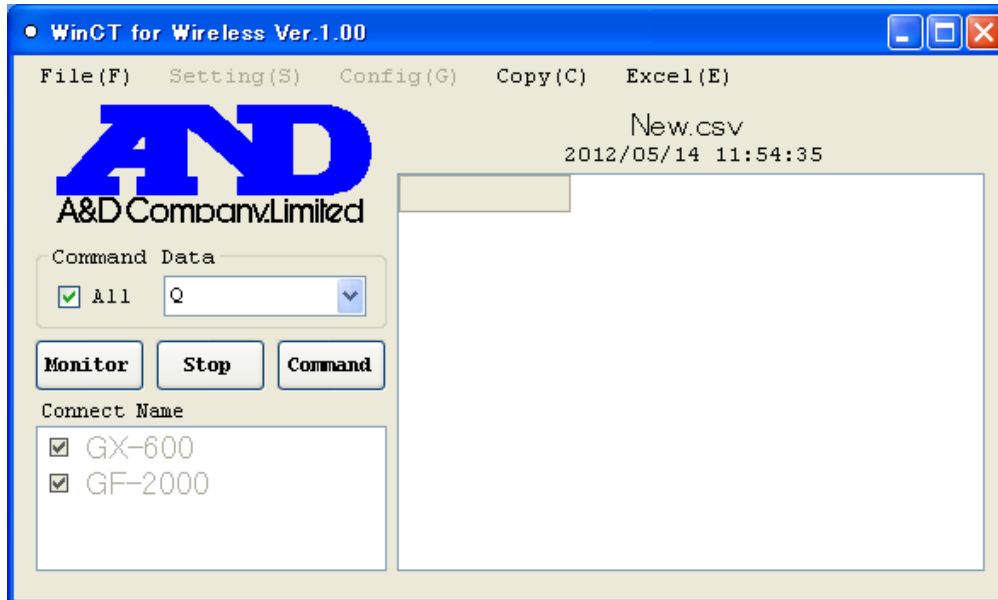 WinCT for Wireless Ver.1.00
File(F) Setting(S) Config(G) Copy(C) Excel(E)
AND
A&D Company,Limited
New.csv
2012/05/14 11:54:35
Command Data
All Q
Monitor Stop Command
Connect Name
GX-600
GF-2000